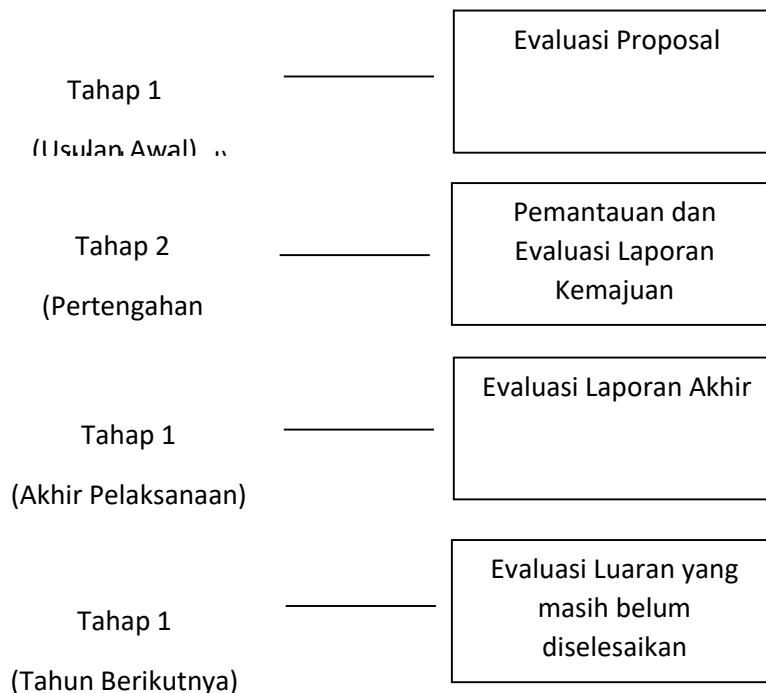 Tahap 1
(Usulan Awal)
Evaluasi Proposal
Tahap 2
(Pertengahan
Pemantauan dan
Evaluasi Laporan
Kemajuan
Tahap 1
(Akhir Pelaksanaan)
Evaluasi Laporan Akhir
Tahap 1
(Tahun Berikutnya)
Evaluasi Luaran yang
masih belum
diselesaikan